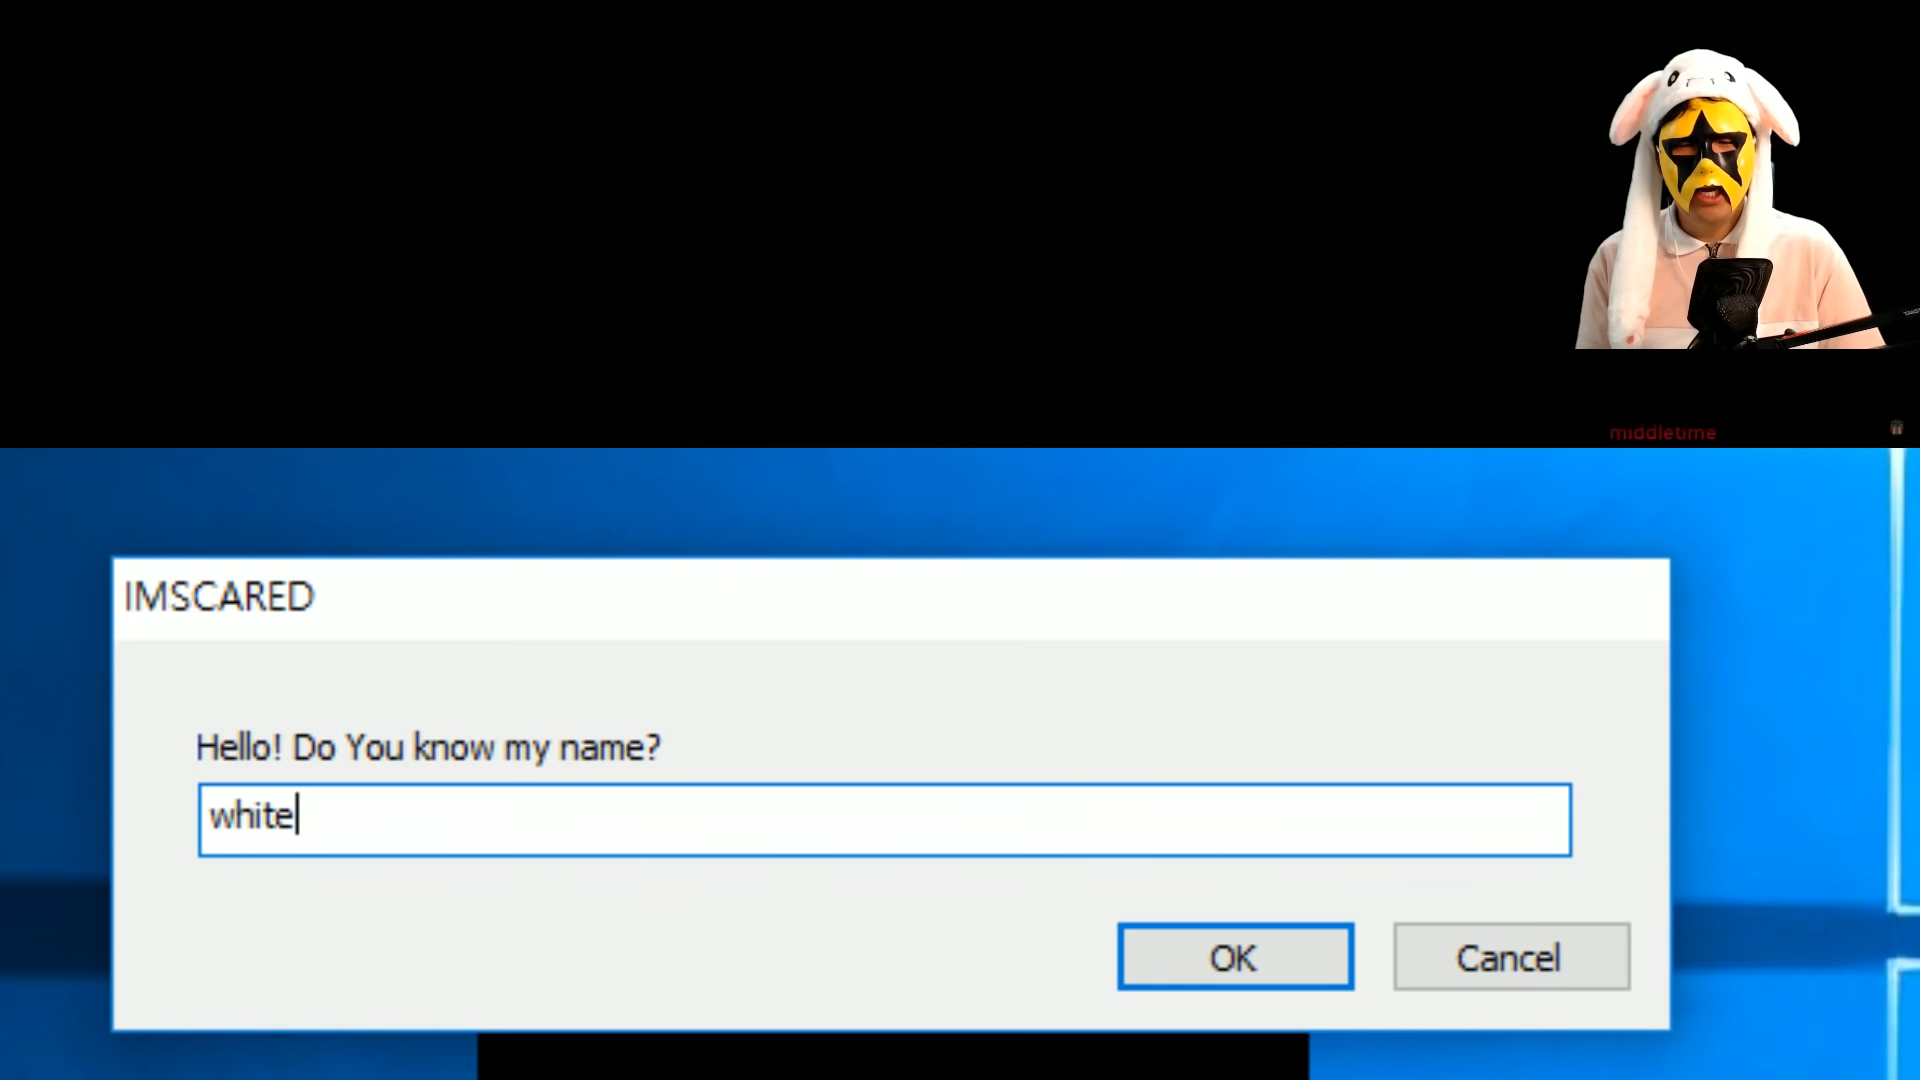 middletime
IMSCARED
Hello! Do You know my name?
white
OK
Cancel